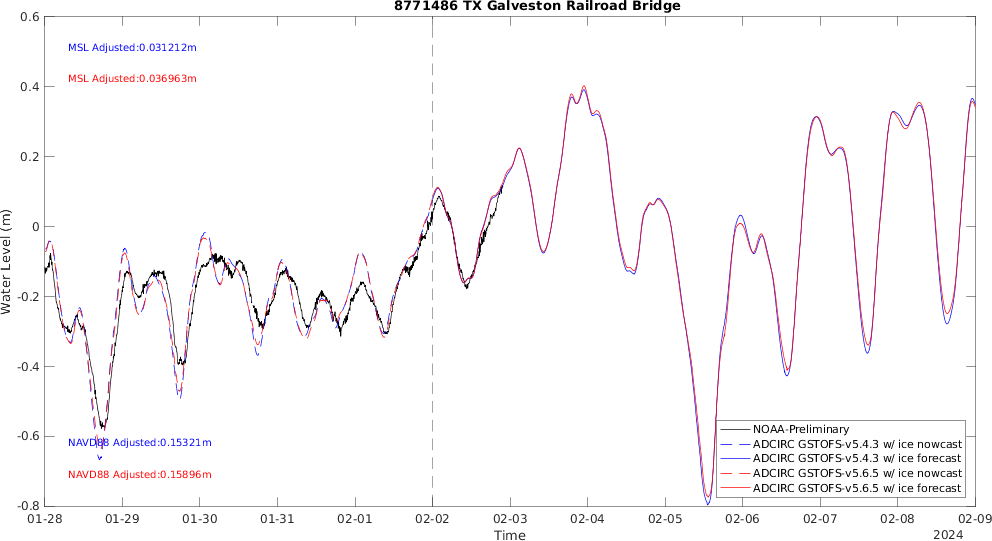 8771486 TX Galveston Railroad Bridge
MSL Adjusted:0.031212m
MSL Adjusted:0.036963m
NAVD88 Adjusted:0.15321m
NAVD88 Adjusted:0.15896m
Water Level (m)
0.6
0.4
0.2
0
-0.2
-0.4
-0.6
-0.8
NOAA-Preliminary
ADCIRC GSTOFS-v5.4.3 w/ ice nowcast
ADCIRC GSTOFS-v5.4.3 w/ ice forecast
ADCIRC GSTOFS-v5.6.5 w/ ice nowcast
ADCIRC GSTOFS-v5.6.5 w/ ice forecast
01-28 01-29 01-30 01-31 02-01 02-02 02-03 02-04 02-05 02-06 02-07 02-08 02-09
Time
2024